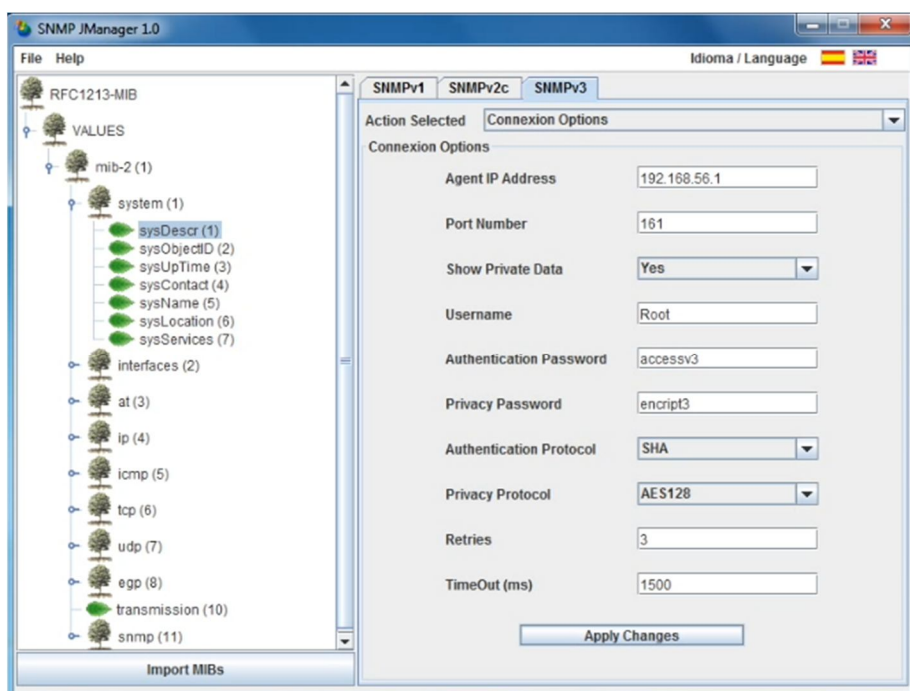 SNMP JManager 1.0
File Help
Idioma / Language
RFC1213-MIB
VALUES
mib-2 (1)
system (1)
sysDescr (1)
sysObjectID (2)
sysUpTime (3)
sysContact (4)
sysName (5)
sysLocation (6)
sysServices (7)
interfaces (2)
at (3)
ip (4)
icmp (5)
tcp (6)
udp (7)
egp (8)
transmission (10)
snmp (11)
Import MIBs
SNMPv1 SNMPv2c SNMPv3
Action Selected Connexion Options
Connexion Options
Agent IP Address 192.168.56.1
Port Number 161
Show Private Data Yes
Username Root
Authentication Password accessv3
Privacy Password encript3
Authentication Protocol SHA
Privacy Protocol AES128
Retries 3
TimeOut (ms) 1500
Apply Changes